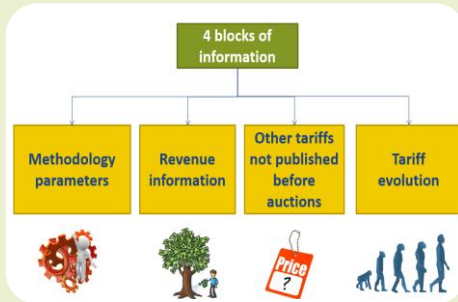 4 blocks of
information
Methodology
parameters
Revenue
information
Other tariffs
not published
before
auctions
Tariff
evolution
Price
?